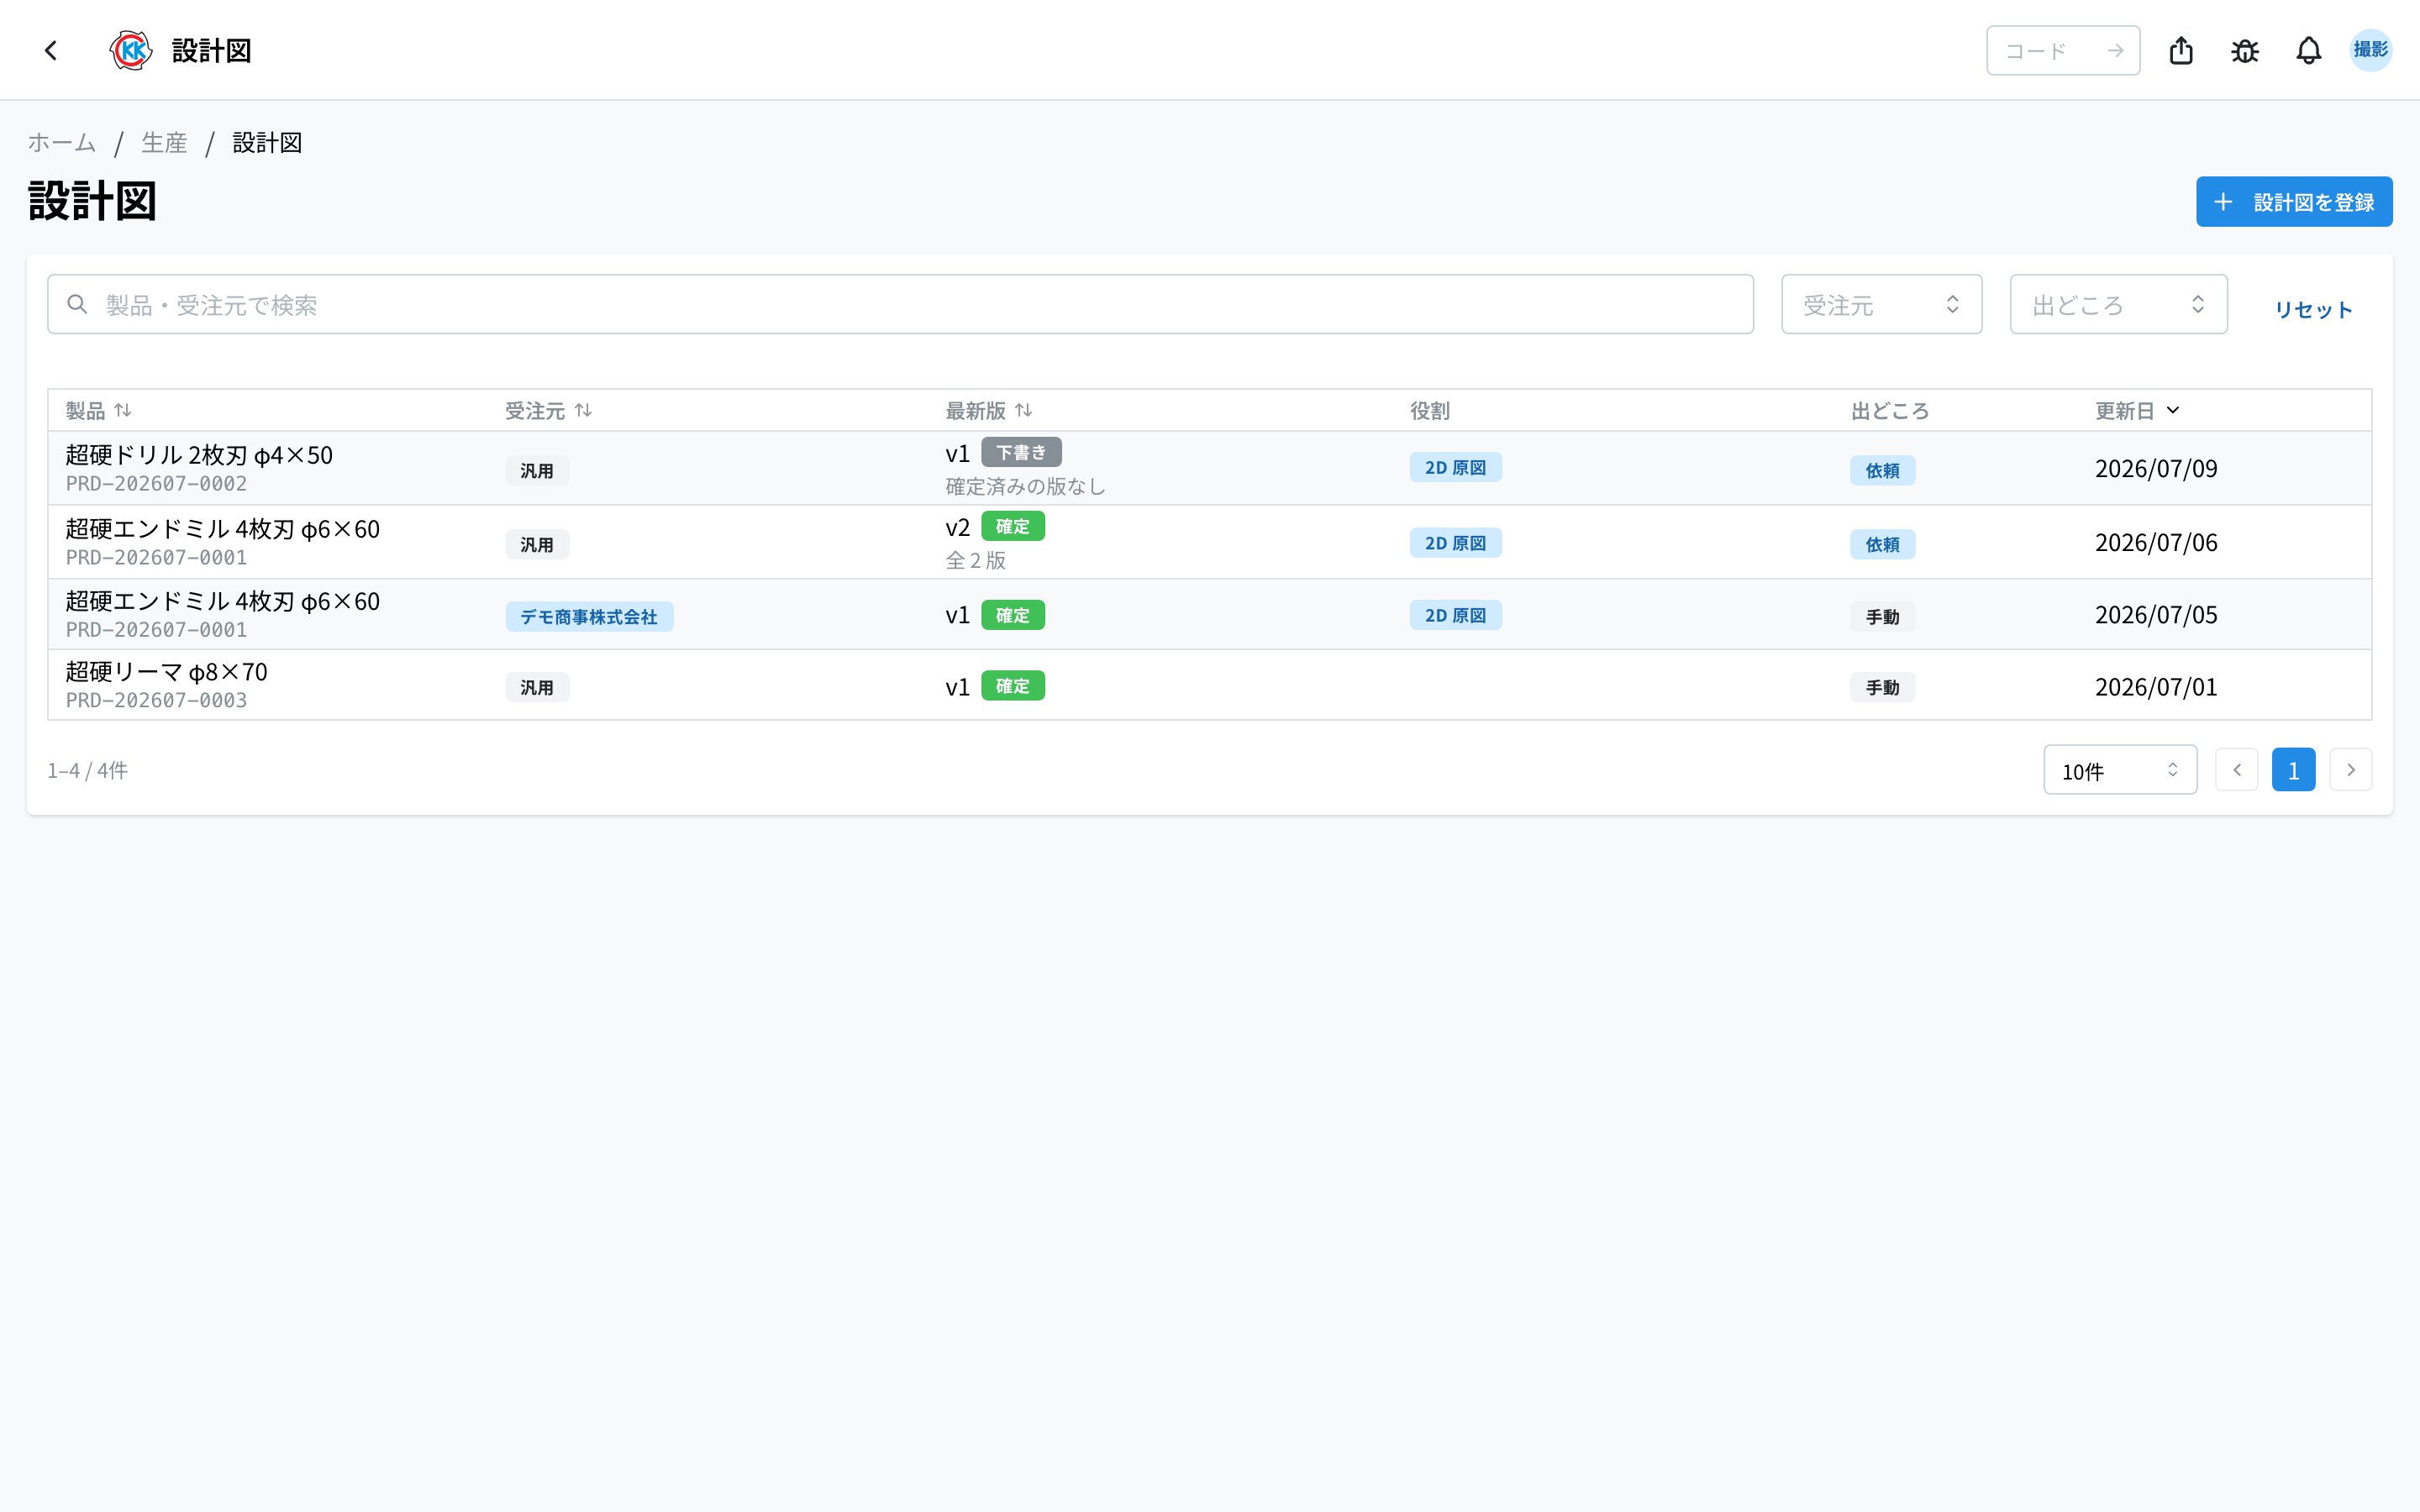 KK 設計図
コード
撮影
ホーム / 生産 / 設計図
設計図
設計図を登録
製品・受注元で検索
受注元
出どころ
リセット
製品 受注元 最新版 役割 出どころ 更新日
超硬ドリル 2枚刃 φ4×50
PRD-202607-0002
汎用
v1 下書き
確定済みの版なし
2D 原図
依頼
2026/07/09
超硬エンドミル 4枚刃 φ6×60
PRD-202607-0001
汎用
v2 確定
全 2 版
2D 原図
依頼
2026/07/06
超硬エンドミル 4枚刃 φ6×60
PRD-202607-0001
デモ商事株式会社
v1 確定
2D 原図
手動
2026/07/05
超硬リーマ φ8×70
PRD-202607-0003
汎用
v1 確定
手動
2026/07/01
1–4 / 4件
10件
1